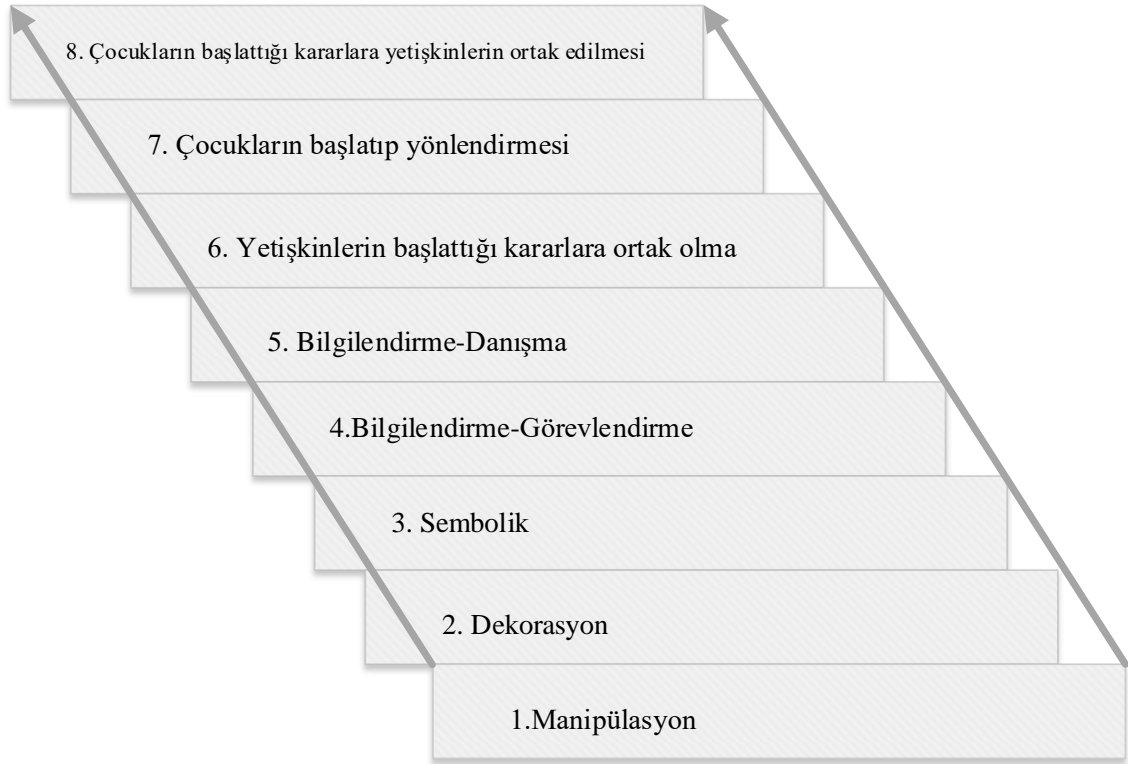 8. Çocukların başlattığı kararlara yetişkinlerin ortak edilmesi
7. Çocukların başlatıp yönlendirmesi
6. Yetişkinlerin başlattığı kararlara ortak olma
5. Bilgilendirme-Danışma
4.Bilgilendirme-Görevlendirme
3. Sembolik
2. Dekorasyon
1.Manipülasyon